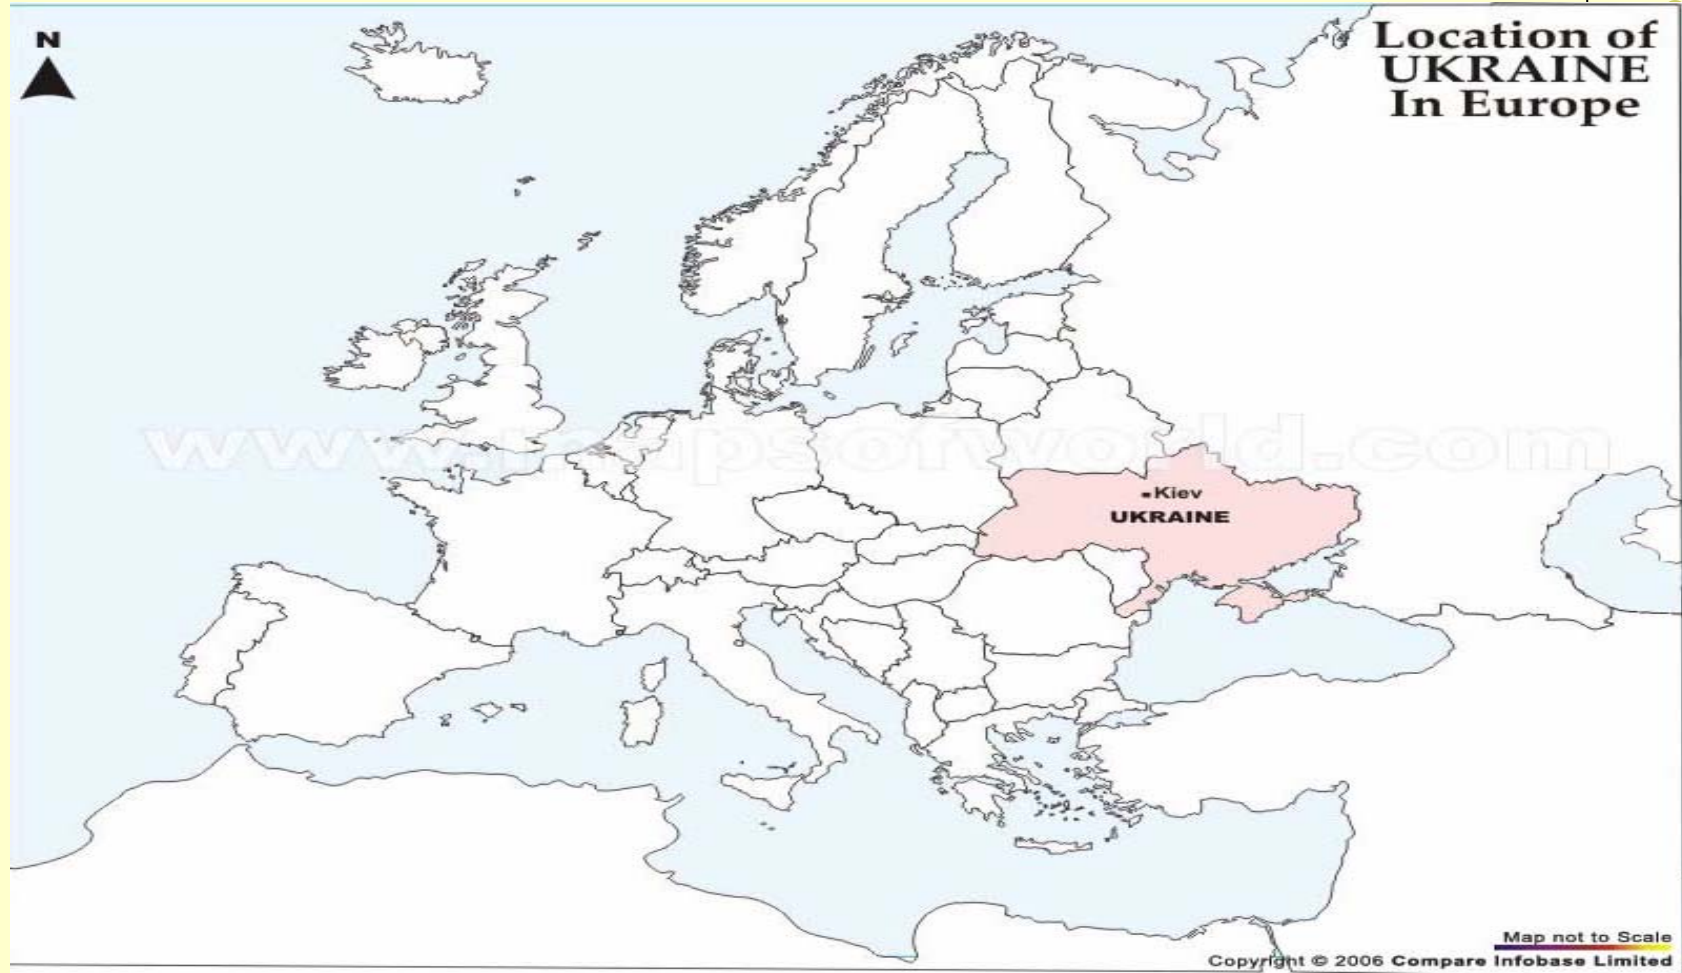 N
Location of
UKRAINE
In Europe
www.mapsofworld.com
Kiev
UKRAINE
Map not to Scale
Copyright © 2006 Compare Infobase Limited